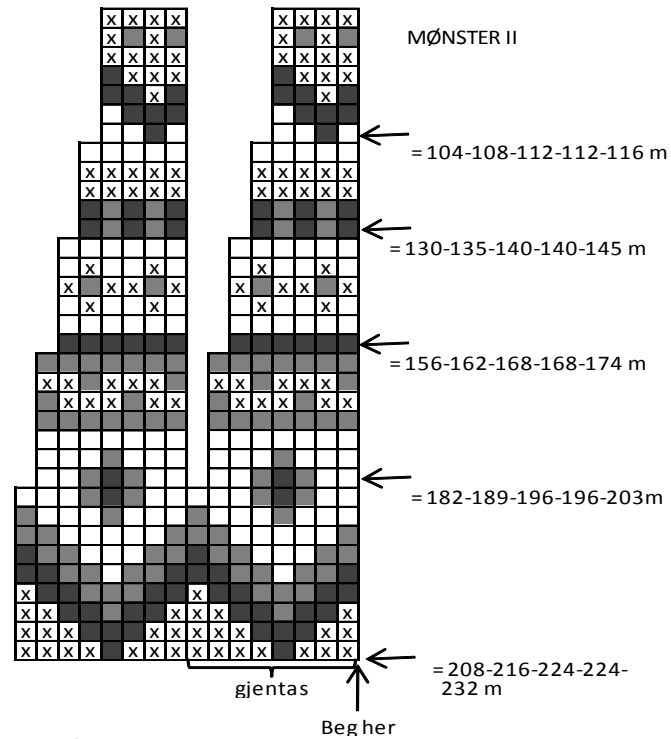 MØNSTER II
= 104-108-112-112-116 m
= 130-135-140-140-145 m
= 156-162-168-168-174 m
= 182-189-196-196-203m
= 208-216-224-224-
232 m
gjentas
Beg her